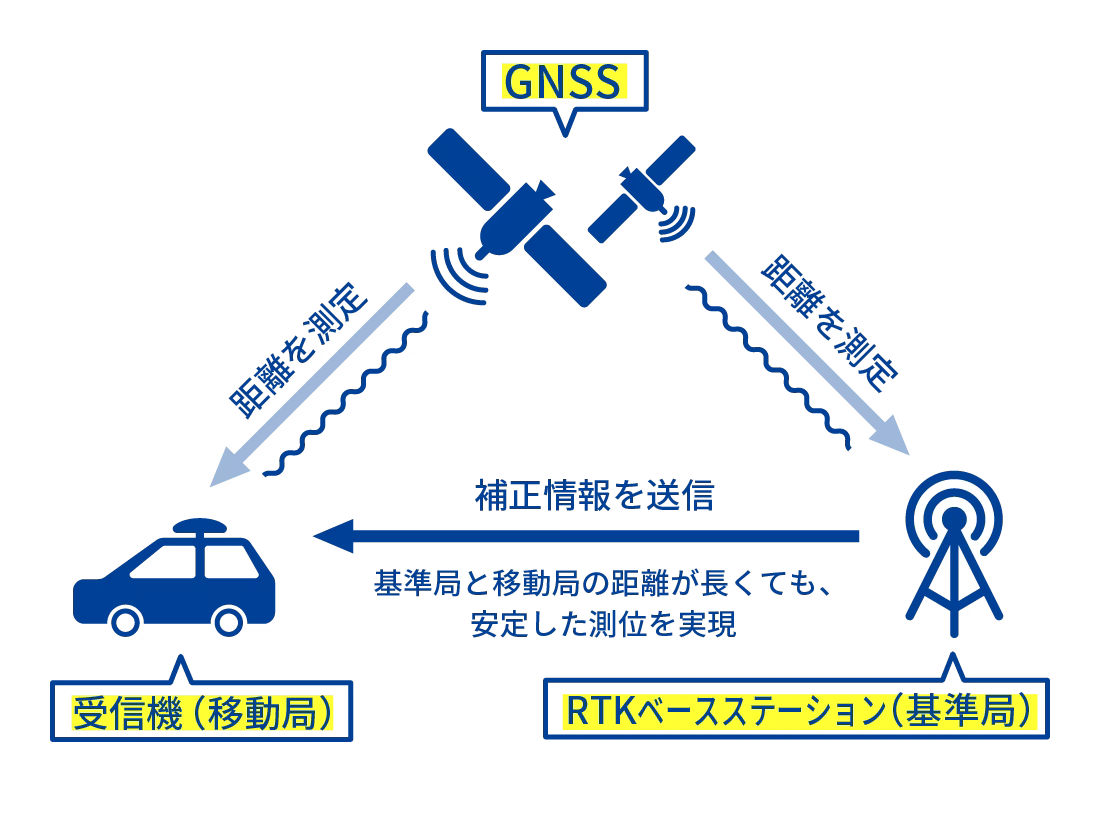 GNSS
距離を測定
距離を測定
補正情報を送信
基準局と移動局の距離が長くても、
安定した測位を実現
受信機（移動局）
RTKベースステーション（基準局）